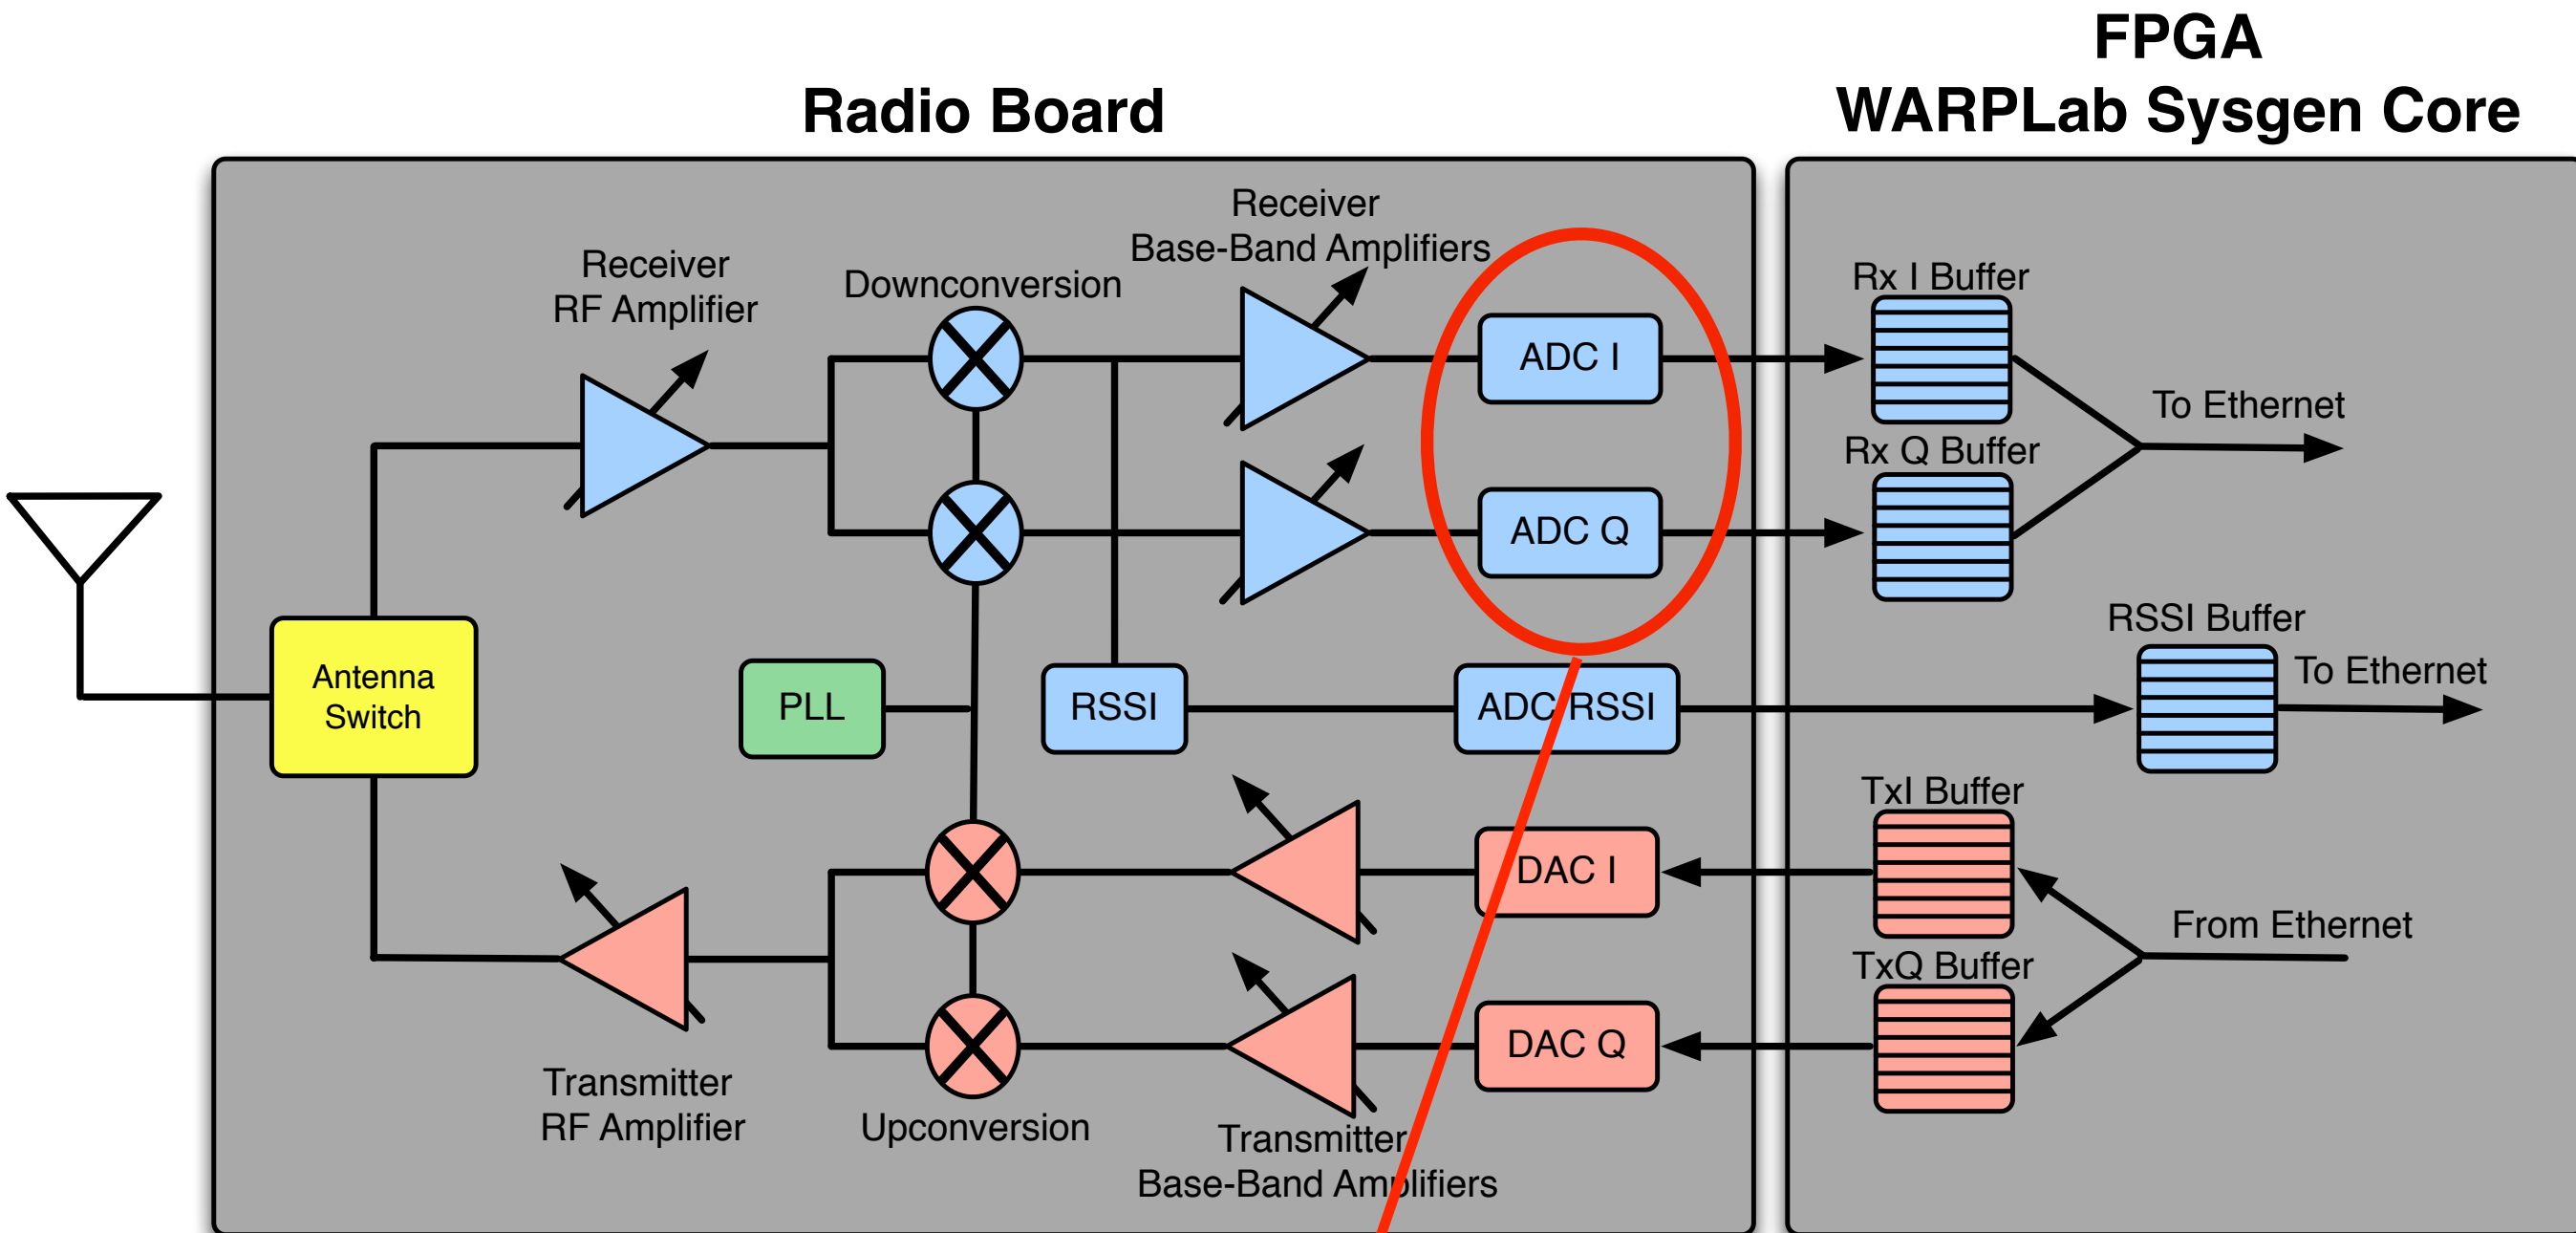 FPGA
WARPLab Sysgen Core
Radio Board
Receiver
Base-Band Amplifiers
Receiver
RF Amplifier
Downconversion
Rx I Buffer
ADC I
To Ethernet
Rx Q Buffer
ADC Q
RSSI Buffer
To Ethernet
Antenna
Switch
PLL
RSSI
ADC RSSI
TxI Buffer
DAC I
From Ethernet
TxQ Buffer
DAC Q
Transmitter
RF Amplifier
Upconversion
Transmitter
Base-Band Amplifiers